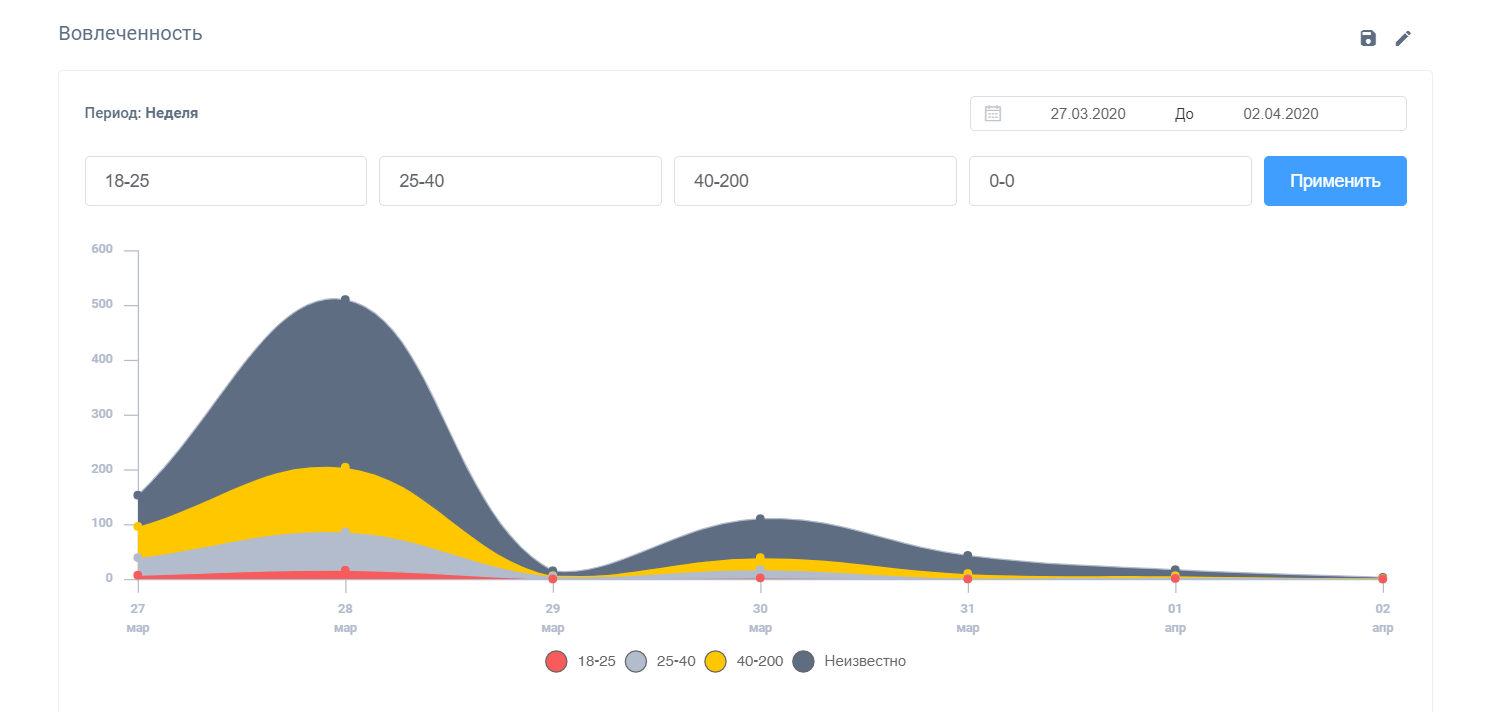 Вовлеченность
Период: Неделя
27.03.2020 До 02.04.2020
18-25 25-40 40-200 0-0 Применить
600
500
400
300
200
100
0
27 28 29 30 31 01 02
мар мар мар мар мар апр апр
18-25 25-40 40-200 Неизвестно